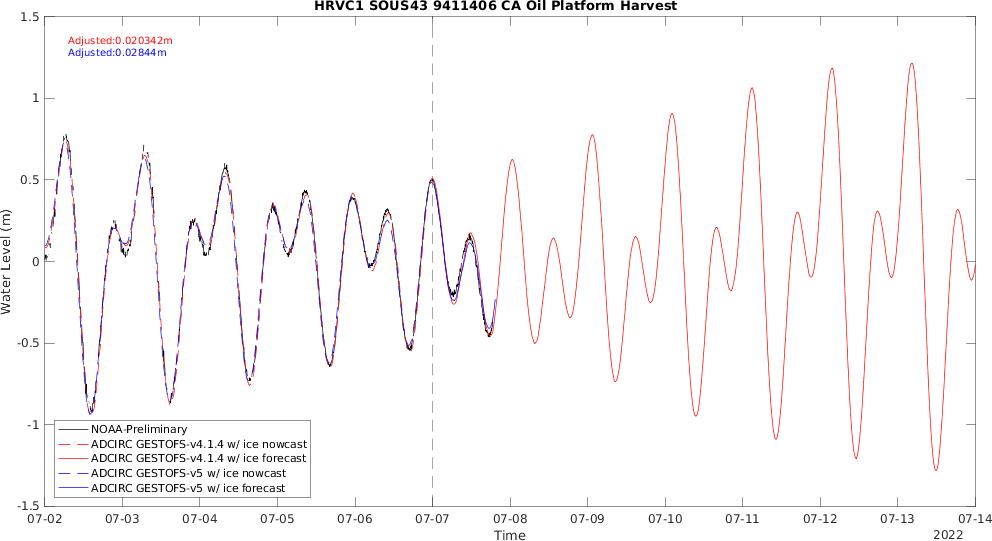 HRVC1 SOUS43 9411406 CA Oil Platform Harvest
Adjusted:0.020342m
Adjusted:0.02844m
Water Level (m)
1.5
1
0.5
0
-0.5
-1
-1.5
NOAA-Preliminary
ADCIRC GESTOFS-v4.1.4 w/ ice nowcast
ADCIRC GESTOFS-v4.1.4 w/ ice forecast
ADCIRC GESTOFS-v5 w/ ice nowcast
ADCIRC GESTOFS-v5 w/ ice forecast
07-02 07-03 07-04 07-05 07-06 07-07 07-08 07-09 07-10 07-11 07-12 07-13 07-14
Time
2022